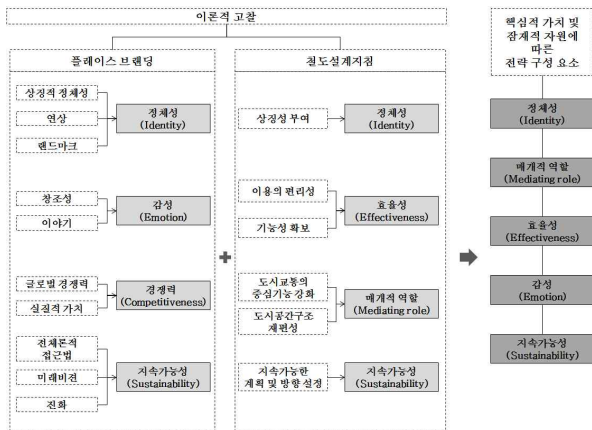 이론적 고찰
플레이스 브랜딩
상징적 정체성
연상
랜드마크
정체성
(Identity)
창조성
이야기
감성
(Emotion)
글로벌 경쟁력
실질적 가치
경쟁력
(Competitiveness)
전체론적
접근법
미래비전
진화
지속가능성
(Sustainability)
철도설계지침
상징성 부여
정체성
(Identity)
이용의 편리성
기능성 확보
효율성
(Effectiveness)
도시교통의
중심기능 강화
도시공간구조
재편성
매개적 역할
(Mediating role)
지속가능한
계획 및 방향 설정
지속가능성
(Sustainability)
핵심적 가치 및
잠재적 자원에
따른
전략 구성 요소
정체성
(Identity)
매개적 역할
(Mediating role)
효율성
(Effectiveness)
감성
(Emotion)
지속가능성
(Sustainability)